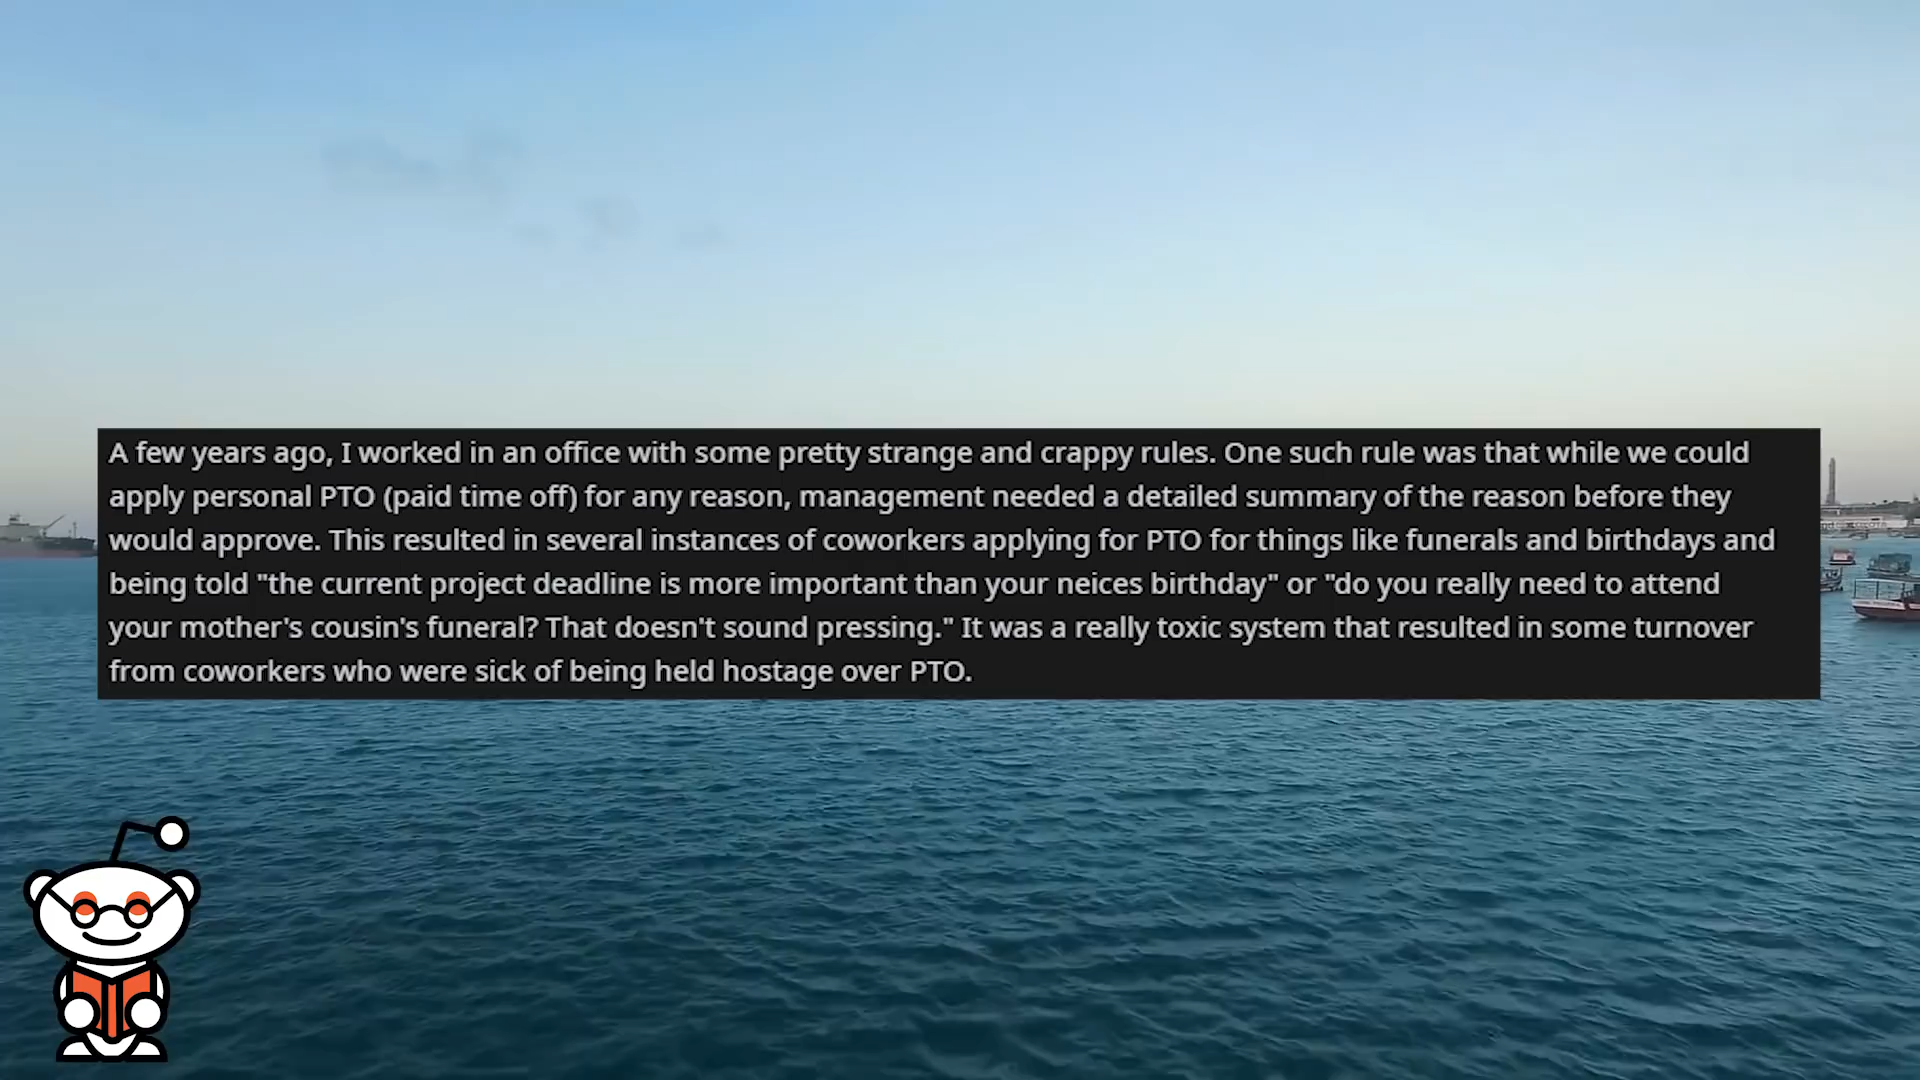 A few years ago, I worked in an office with some pretty strange and crappy rules. One such rule was that while we could
apply personal PTO (paid time off) for any reason, management needed a detailed summary of the reason before they
would approve. This resulted in several instances of coworkers applying for PTO for things like funerals and birthdays and
being told "the current project deadline is more important than your neices birthday" or "do you really need to attend
your mother's cousin's funeral? That doesn't sound pressing." It was a really toxic system that resulted in some turnover
from coworkers who were sick of being held hostage over PTO.